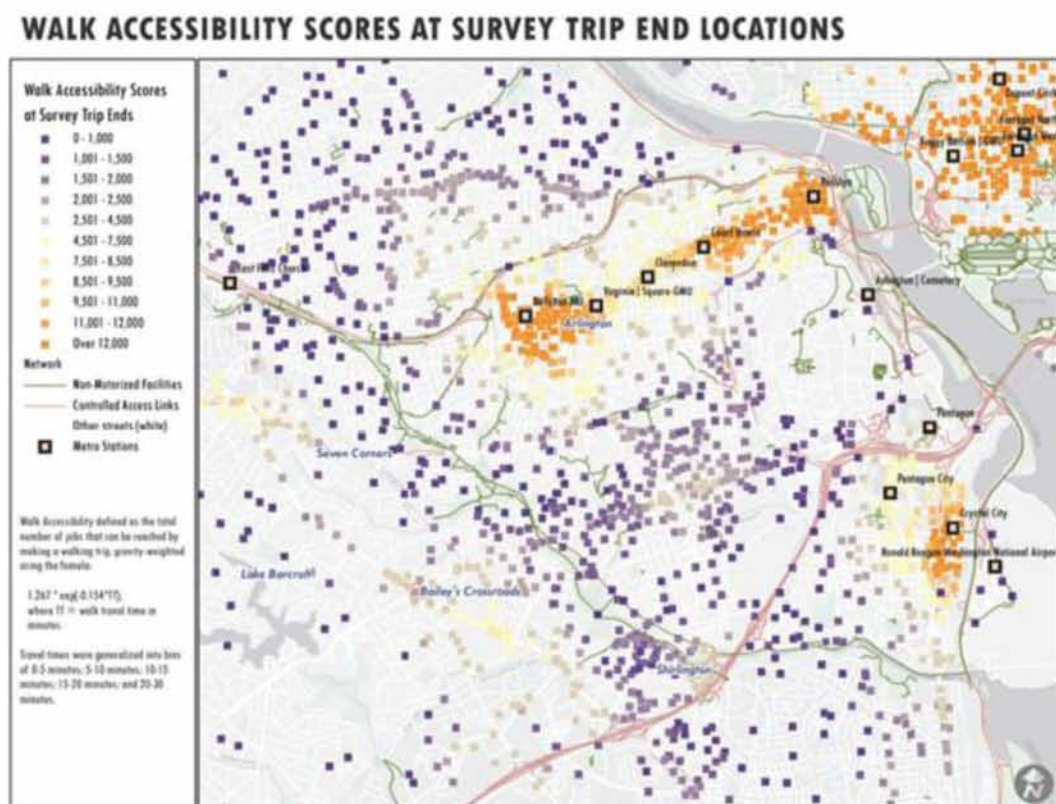 WALK ACCESSIBILITY SCORES AT SURVEY TRIP END LOCATIONS
Walk Accessibility Scores
at Survey Trip Ends
0 - 1,000
1,001 - 1,500
1,501 - 2,000
2,001 - 2,500
2,501 - 4,500
4,501 - 7,500
7,501 - 8,500
8,501 - 9,500
9,501 - 11,000
11,001 - 12,000
Over 12,000
Network
Non-Motorized Facilities
Controlled Access Links
Other streets (white)
Metro Stations
Walk Accessibility defined as the total
number of jobs that can be reached by
making a walking trip, gravity-weighted
using the formula:
1.267 * exp(-0.154*TT),
where TT = walk travel time in
minutes.
Travel times were generalized into bins
of 0-5 minutes; 5-10 minutes; 10-15
minutes; 15-20 minutes; and 20-30
minutes.
Rosslyn
Court House
Clarendon
Virginia Square-GMU
Arlington
Arlington Cemetery
Pentagon
Pentagon City
Crystal City
Ronald Reagan Washington National Airport
Seven Corners
Lake Barcroft
Bailey's Crossroads
Shirlington
N